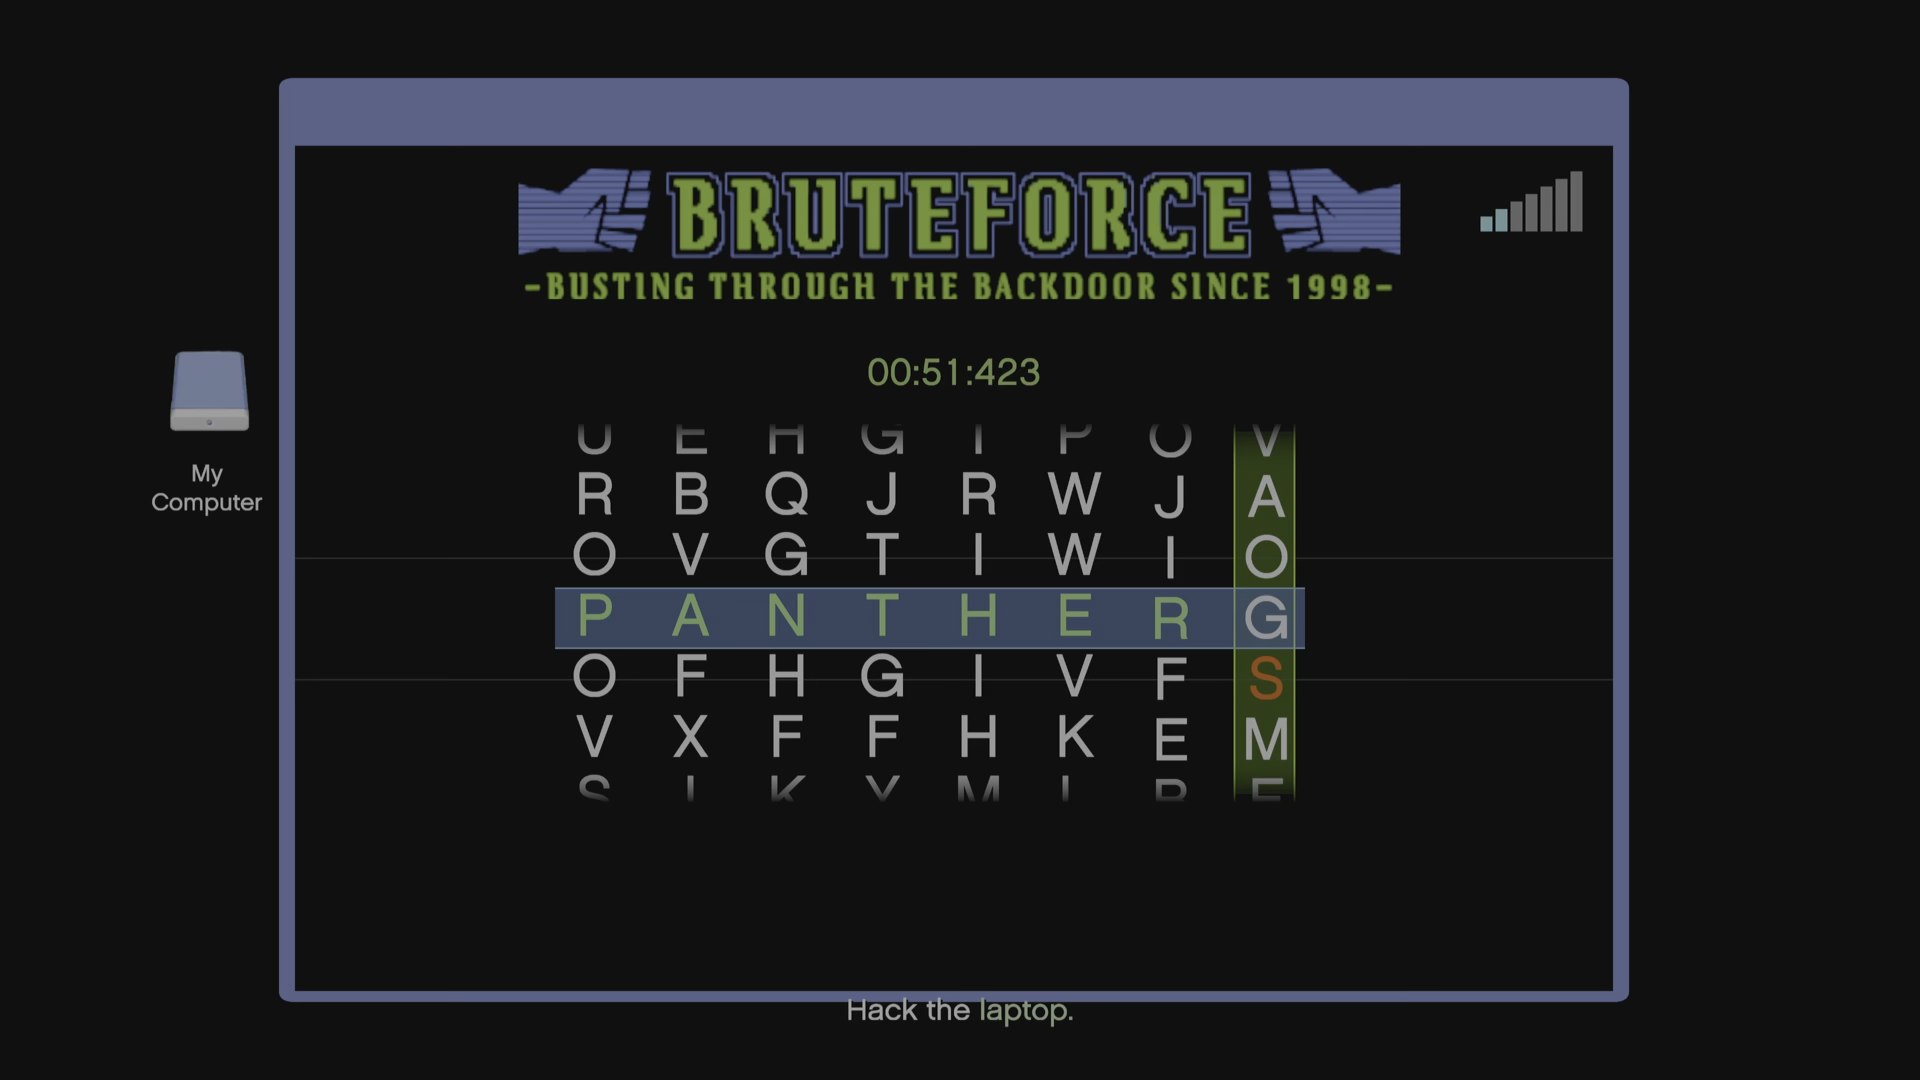 BRUTEFORCE
-BUSTING THROUGH THE BACKDOOR SINCE 1998-
00:51:423
U E H G I P O V
R B Q J R W J A
O V G T I W I O
P A N T H E R G
O F H G I V F S
V X F F H K E M
My
Computer
Hack the laptop.